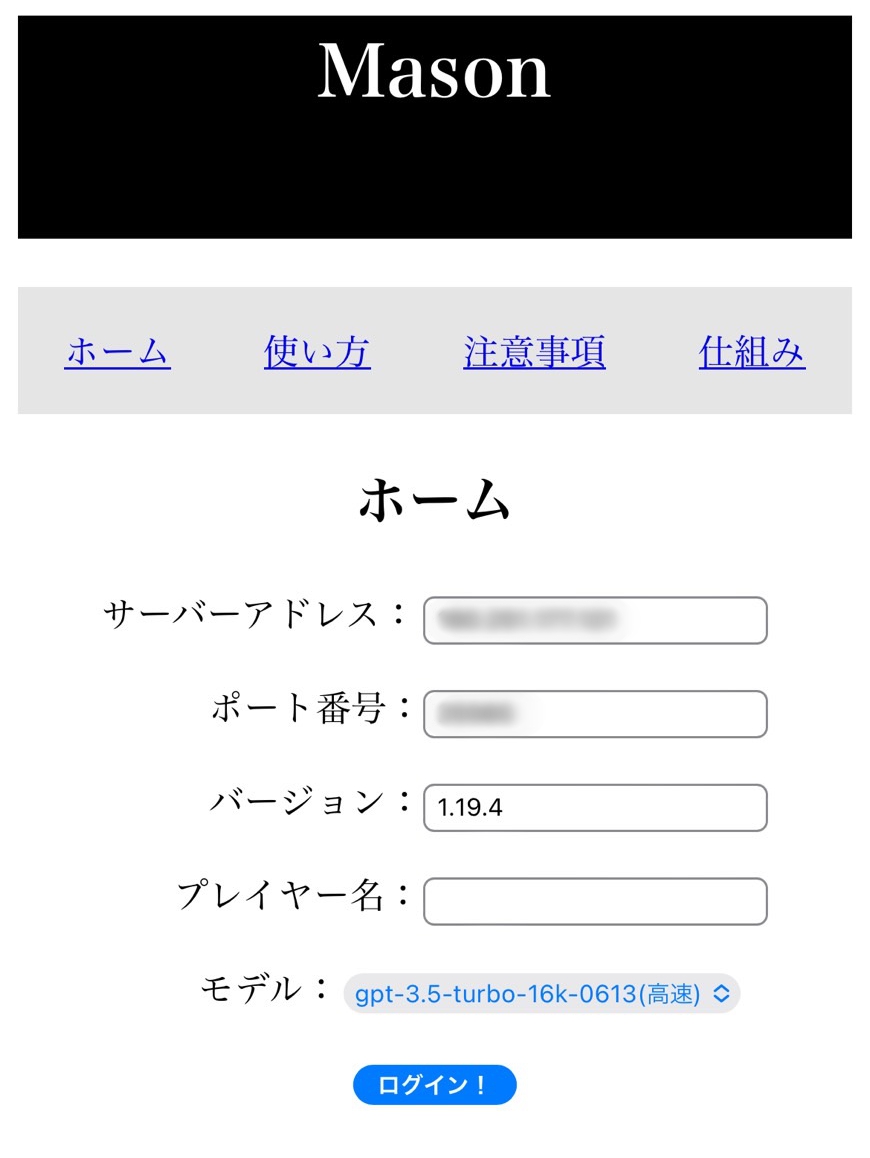 Mason
ホーム 使い方 注意事項 仕組み
ホーム
サーバーアドレス：
ポート番号：
バージョン： 1.19.4
プレイヤー名：
モデル： gpt-3.5-turbo-16k-0613(高速)
ログイン！